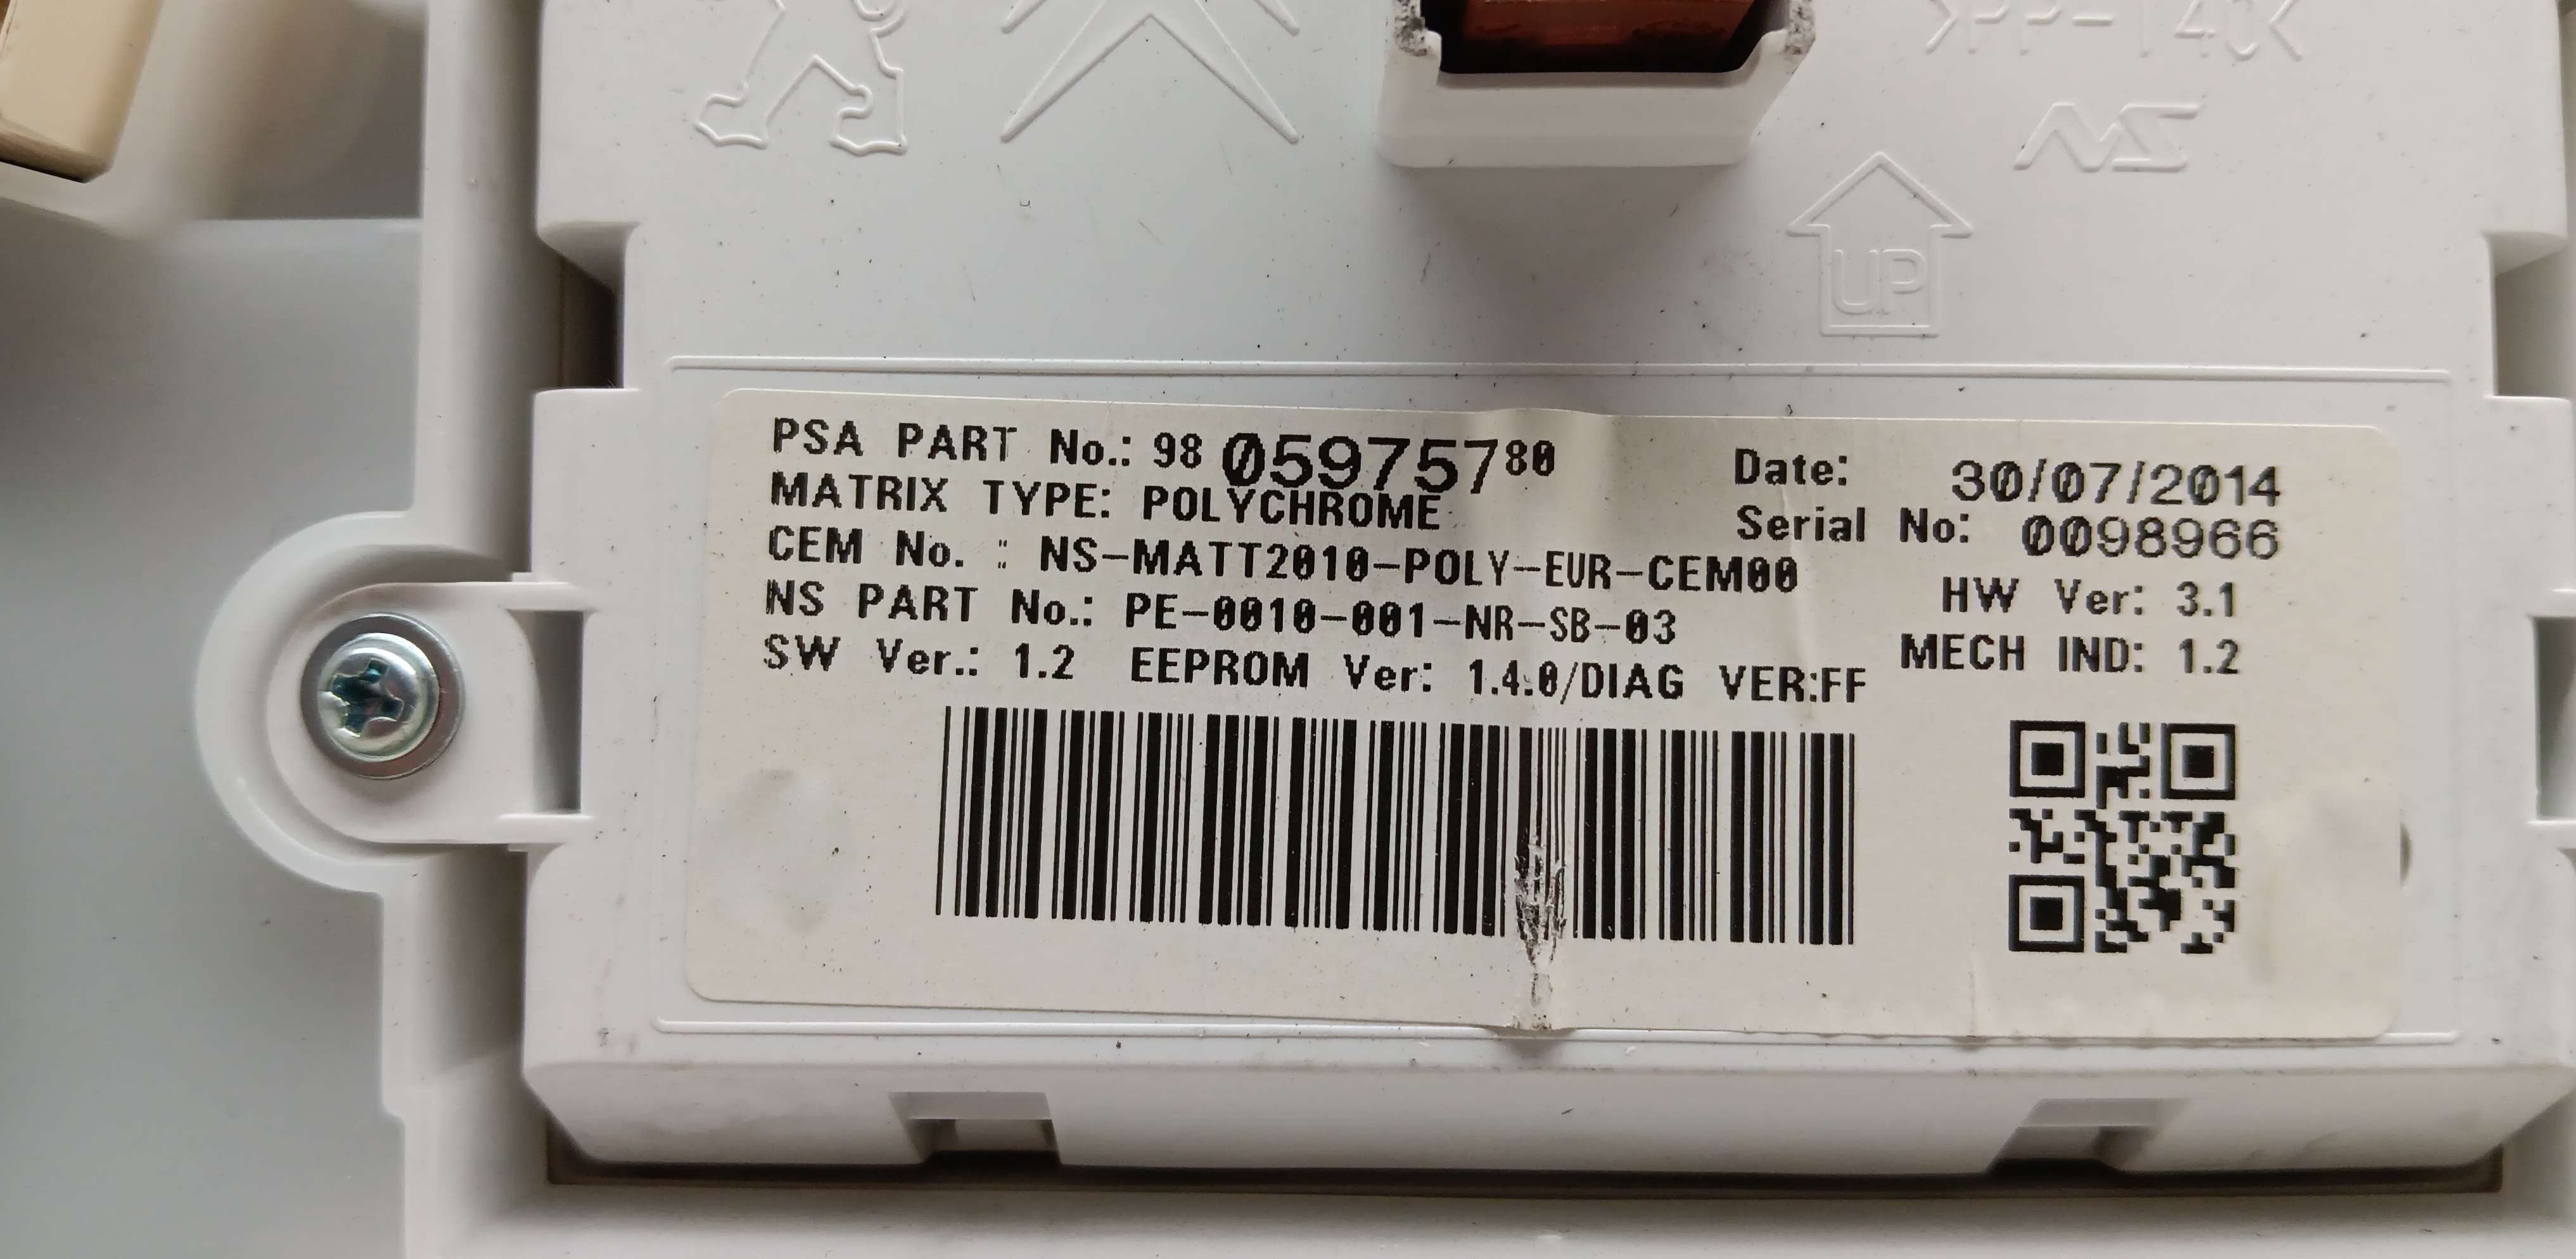 >PP-T40<
NS
UP
PSA PART No.: 98 05975780
Date: 30/07/2014
MATRIX TYPE: POLYCHROME
Serial No: 0098966
CEM No. : NS-MATT2010-POLY-EUR-CEM00
HW Ver: 3.1
NS PART No.: PE-0010-001-NR-SB-03
MECH IND: 1.2
SW Ver.: 1.2 EEPROM Ver: 1.4.0/DIAG VER:FF